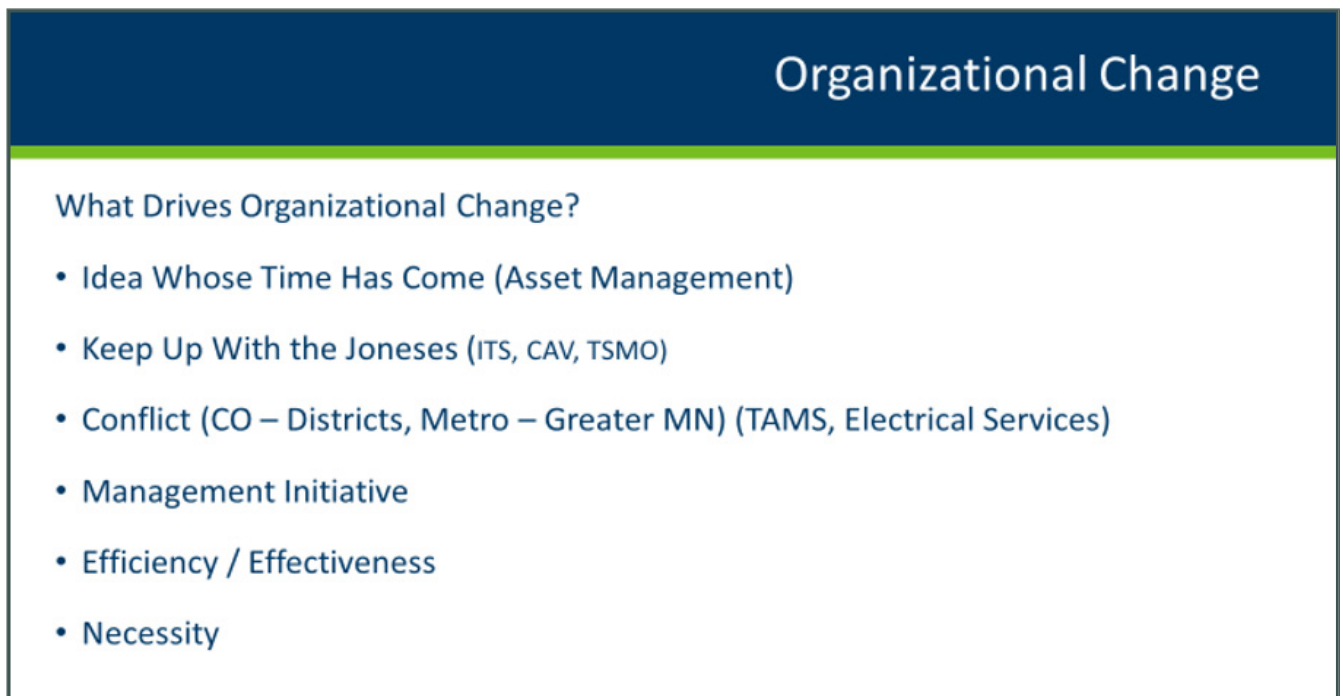 Organizational Change
What Drives Organizational Change?
• Idea Whose Time Has Come (Asset Management)
• Keep Up With the Joneses (ITS, CAV, TSMO)
• Conflict (CO – Districts, Metro – Greater MN) (TAMS, Electrical Services)
• Management Initiative
• Efficiency / Effectiveness
• Necessity